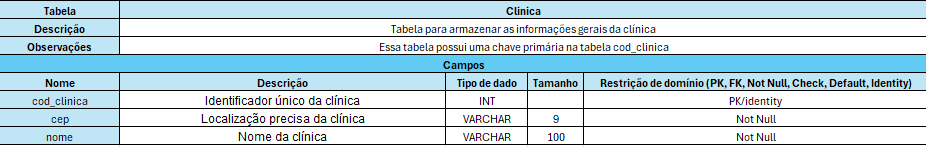 Tabela Clinica
Descrição Tabela para armazenar as informações gerais da clínica
Observações Essa tabela possui uma chave primária na tabela cod_clinica
Campos
Nome Descrição Tipo de dado Tamanho Restrição de domínio (PK, FK, Not Null, Check, Default, Identity)
cod_clinica Identificador único da clínica INT PK/identity
cep Localização precisa da clínica VARCHAR 9 Not Null
nome Nome da clínica VARCHAR 100 Not Null